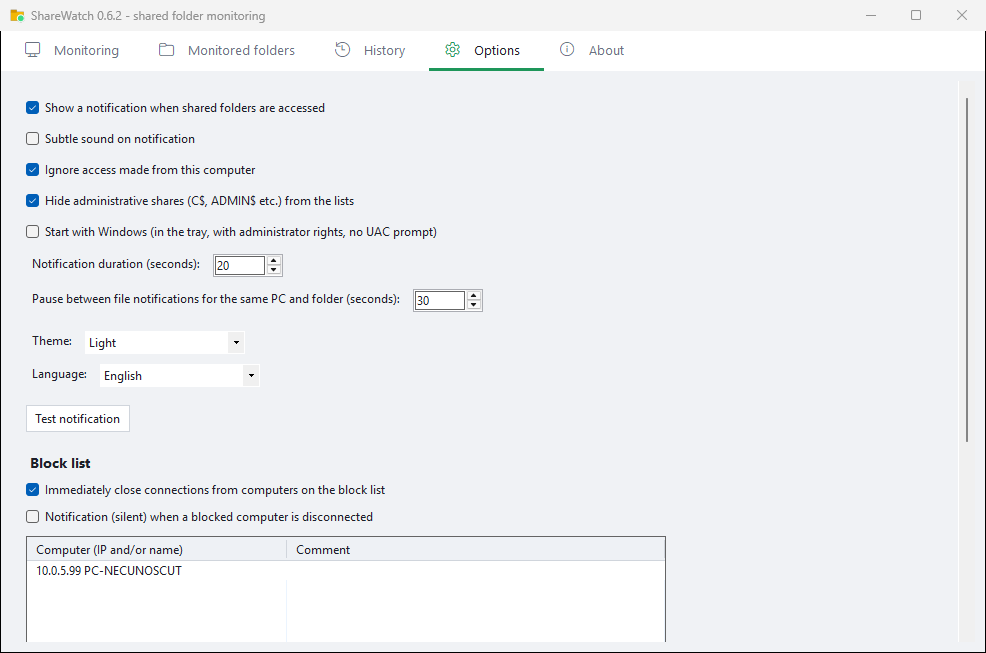 ShareWatch 0.6.2 - shared folder monitoring
Monitoring Monitored folders History Options About
Show a notification when shared folders are accessed
Subtle sound on notification
Ignore access made from this computer
Hide administrative shares (C$, ADMIN$ etc.) from the lists
Start with Windows (in the tray, with administrator rights, no UAC prompt)
Notification duration (seconds): 20
Pause between file notifications for the same PC and folder (seconds): 30
Theme: Light
Language: English
Test notification
Block list
Immediately close connections from computers on the block list
Notification (silent) when a blocked computer is disconnected
Computer (IP and/or name) Comment
10.0.5.99 PC-NECUNOSCUT